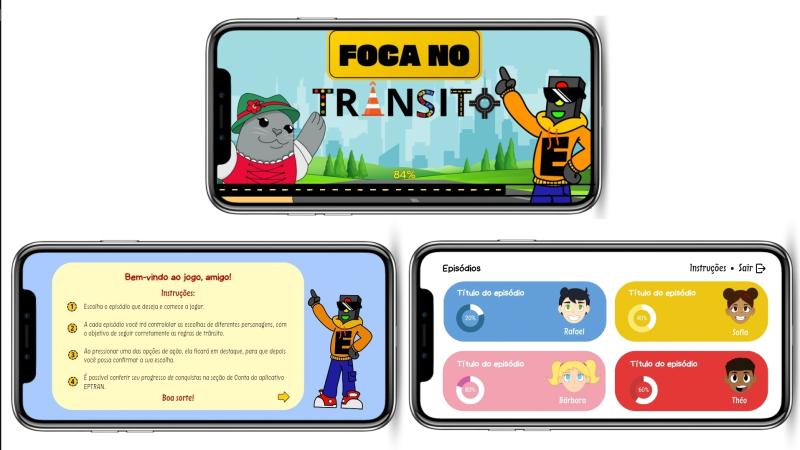 FOCA NO
TRÂNSITO
E
84%
Bem-vindo ao jogo, amigo!
Instruções:
1 Escolha o episódio que deseja e comece a jogar.
2 A cada episódio você irá controlar as escolhas de diferentes personagens, com
o objetivo de seguir corretamente as regras de trânsito.
3 Ao pressionar uma das opções de ação, ela ficará em destaque, para que depois
você possa confirmar a sua escolha.
4 É possível conferir seu progresso de conquistas na seção de Conta do aplicativo
EPTRAN.
Boa sorte!
E
Episódios
Instruções • Sair
Título do episódio
20%
Rafael
Título do episódio
40%
Sofia
Título do episódio
80%
Bárbara
Título do episódio
60%
Théo